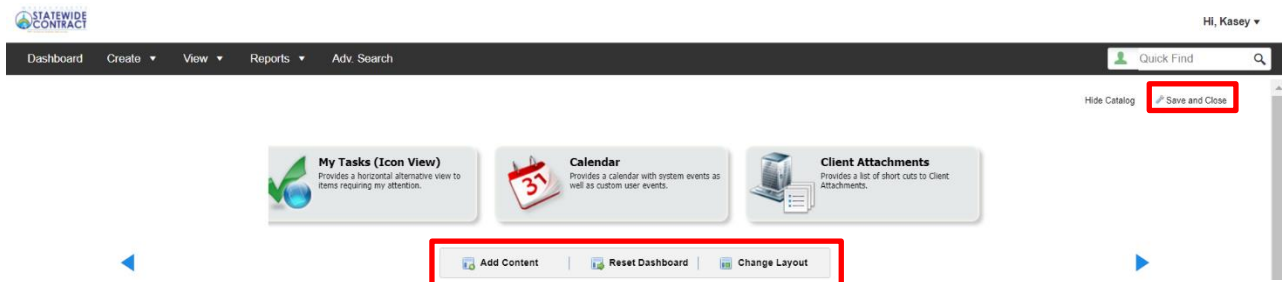 STATEWIDE
CONTRACT
Hi, Kasey ▾
Dashboard Create ▾ View ▾ Reports ▾ Adv. Search Quick Find
Hide Catalog Save and Close
My Tasks (Icon View)
Provides a horizontal alternative view to
items requiring my attention.
Calendar
Provides a calendar with system events as
well as custom user events.
31
Client Attachments
Provides a list of short cuts to Client
Attachments.
Add Content | Reset Dashboard | Change Layout